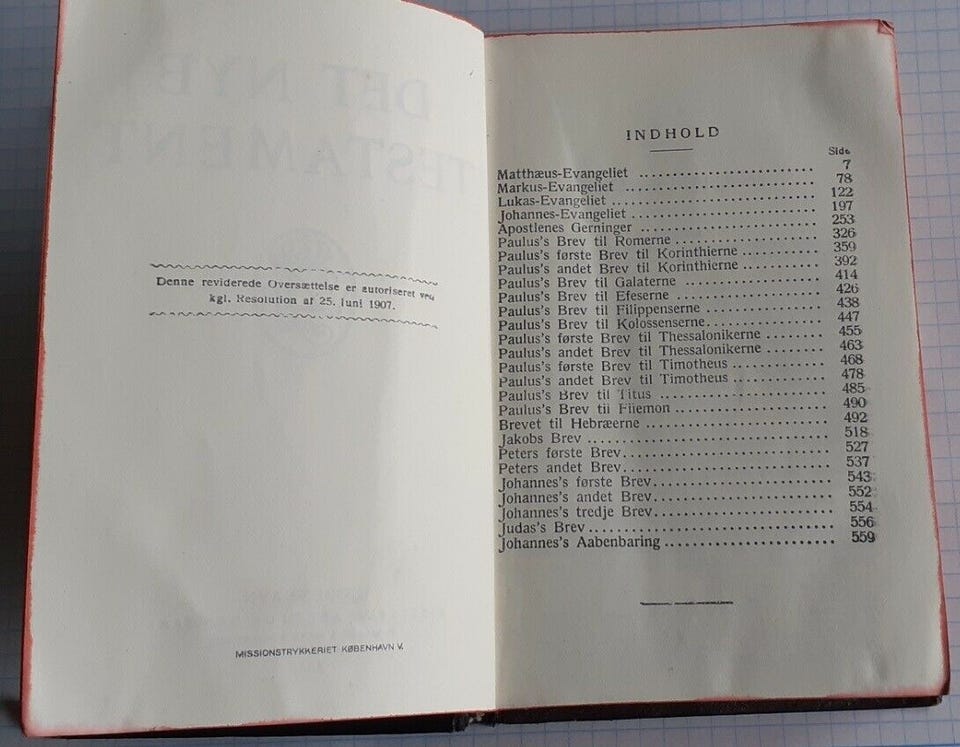 Denne reviderede Oversættelse er autoriseret ved
kgl. Resolution af 25. Juni 1907.
MISSIONSTRYKKERIET KØBENHAVN V.
INDHOLD
Side
Matthæus-Evangeliet .......... 7
Markus-Evangeliet .......... 78
Lukas-Evangeliet .......... 122
Johannes-Evangeliet .......... 197
Apostlenes Gerninger .......... 253
Paulus's Brev til Romerne .......... 326
Paulus's første Brev til Korinthierne .......... 359
Paulus's andet Brev til Korinthierne .......... 392
Paulus's Brev til Galaterne .......... 414
Paulus's Brev til Efeserne .......... 426
Paulus's Brev til Filippenserne .......... 438
Paulus's Brev til Kolossenserne .......... 447
Paulus's første Brev til Thessalonikerne .......... 455
Paulus's andet Brev til Thessalonikerne .......... 463
Paulus's første Brev til Timotheus .......... 468
Paulus's andet Brev til Timotheus .......... 478
Paulus's Brev til Titus .......... 485
Paulus's Brev til Filemon .......... 490
Brevet til Hebræerne .......... 492
Jakobs Brev .......... 518
Peters første Brev .......... 527
Peters andet Brev .......... 537
Johannes's første Brev .......... 543
Johannes's andet Brev .......... 552
Johannes's tredje Brev .......... 554
Judas's Brev .......... 556
Johannes's Aabenbaring .......... 559